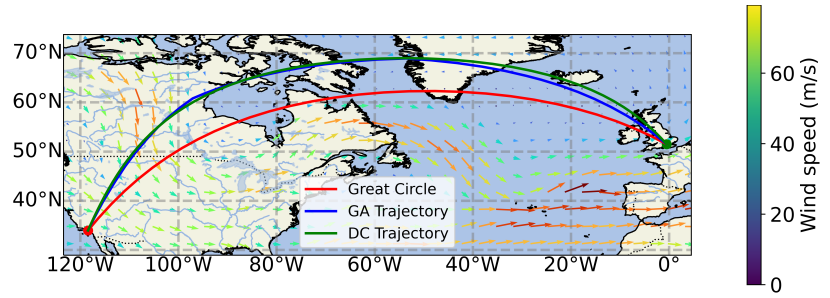 70°N
60°N
50°N
40°N
120°W 100°W 80°W 60°W 40°W 20°W 0°
Great Circle
GA Trajectory
DC Trajectory
60
40
20
0
Wind speed (m/s)